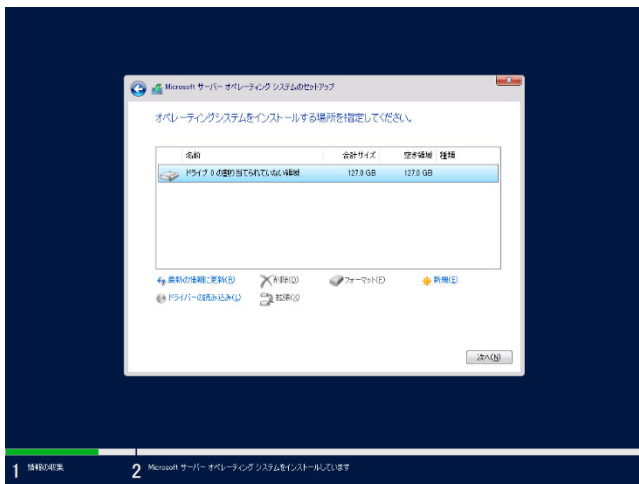 Microsoft サーバー オペレーティング システムのセットアップ
オペレーティングシステムをインストールする場所を指定してください。
名前 合計サイズ 空き領域 種類
ドライブ 0 の割り当てられていない領域 127.0 GB 127.0 GB
最新の情報に更新(R) 削除(D) フォーマット(F) 新規(E)
ドライバーの読み込み(L) 拡張(X)
次へ(N)
1 情報の収集 2 Microsoft サーバー オペレーティング システムをインストールしています